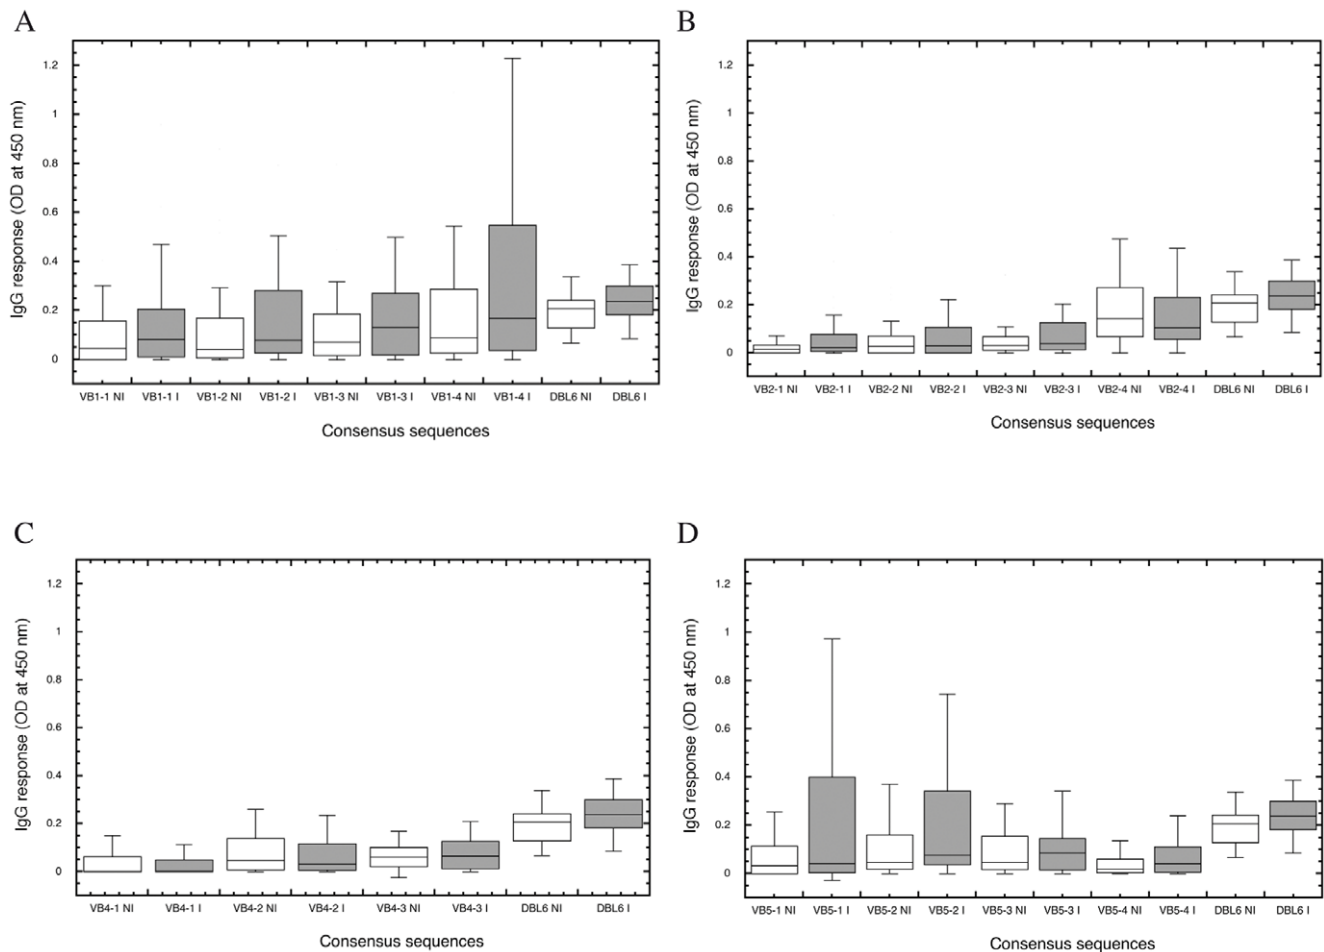 A
IgG response (OD at 450 nm)
1.2
1
0.8
0.6
0.4
0.2
0
VB1-1 NI VB1-1 I VB1-2 NI VB1-2 I VB1-3 NI VB1-3 I VB1-4 NI VB1-4 I DBL6 NI DBL6 I
Consensus sequences
B
IgG response (OD at 450 nm)
1.2
1
0.8
0.6
0.4
0.2
0
VB2-1 NI VB2-1 I VB2-2 NI VB2-2 I VB2-3 NI VB2-3 I VB2-4 NI VB2-4 I DBL6 NI DBL6 I
Consensus sequences
C
IgG response (OD at 450 nm)
1.2
1
0.8
0.6
0.4
0.2
0
VB4-1 NI VB4-1 I VB4-2 NI VB4-2 I VB4-3 NI VB4-3 I DBL6 NI DBL6 I
Consensus sequences
D
IgG response (OD at 450 nm)
1.2
1
0.8
0.6
0.4
0.2
0
VB5-1 NI VB5-1 I VB5-2 NI VB5-2 I VB5-3 NI VB5-3 I VB5-4 NI VB5-4 I DBL6 NI DBL6 I
Consensus sequences